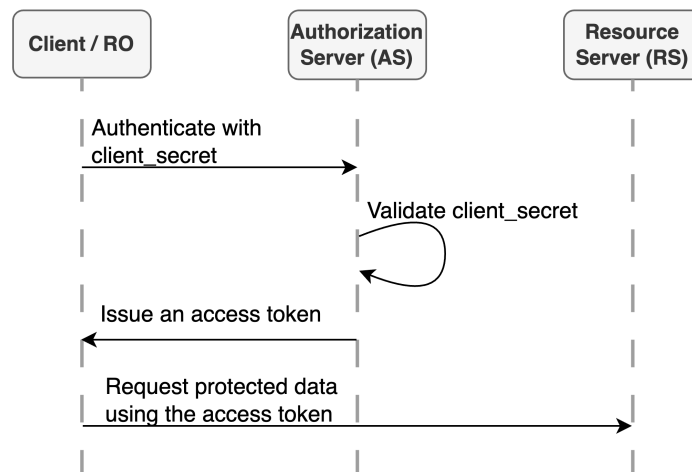 Client / RO
Authorization
Server (AS)
Resource
Server (RS)
Authenticate with
client_secret
Validate client_secret
Issue an access token
Request protected data
using the access token